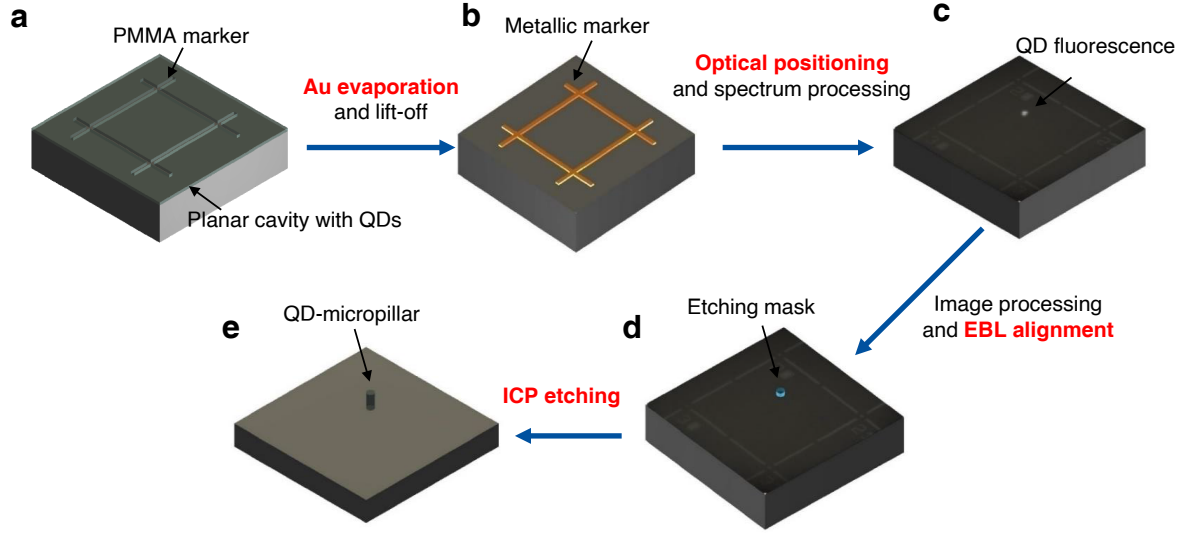 a
PMMA marker
Planar cavity with QDs
Au evaporation
and lift-off
b
Metallic marker
Optical positioning
and spectrum processing
c
QD fluorescence
Image processing
and EBL alignment
d
Etching mask
ICP etching
e
QD-micropillar